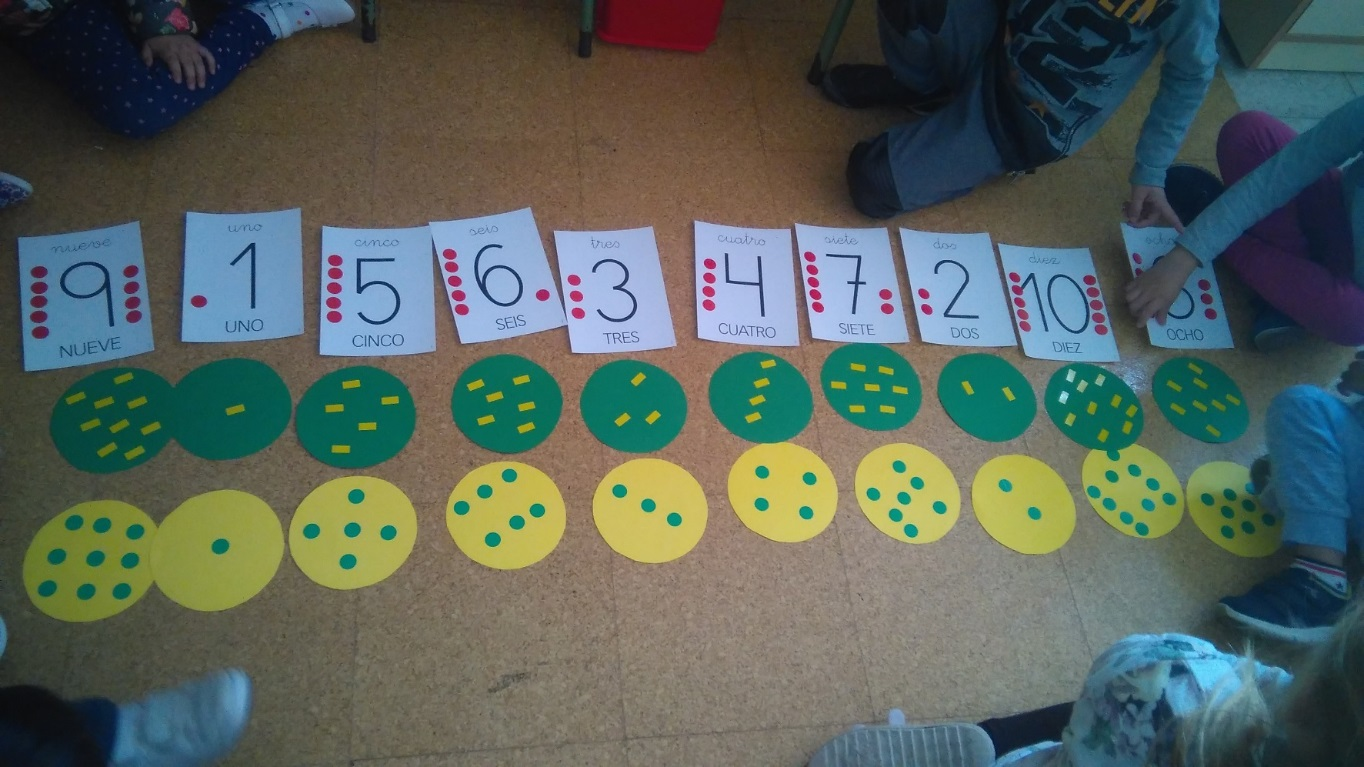 nueve
9
NUEVE
uno
1
UNO
cinco
5
CINCO
seis
6
SEIS
tres
3
TRES
cuatro
4
CUATRO
siete
7
SIETE
dos
2
DOS
diez
10
DIEZ
OCHO